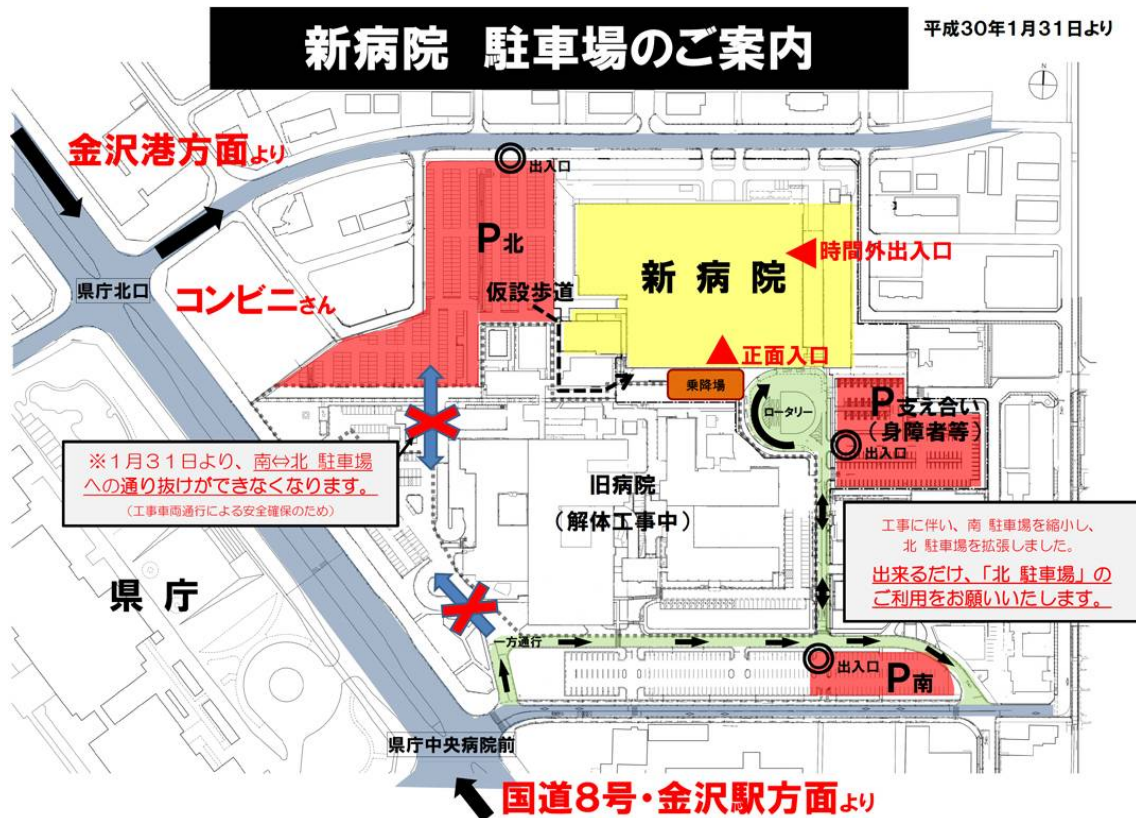 新病院 駐車場のご案内
平成30年1月31日より
N
金沢港方面より
出入口
P北
時間外出入口
新病院
県庁北口
コンビニさん
仮設歩道
正面入口
乗降場
ロータリー
P支え合い
（身障者等）
出入口
※1月31日より、南⇔北 駐車場
への通り抜けができなくなります。
（工事車両通行による安全確保のため）
旧病院
（解体工事中）
工事に伴い、南 駐車場を縮小し、
北 駐車場を拡張しました。
出来るだけ、「北 駐車場」の
ご利用をお願いいたします。
県庁
一方通行
出入口
P南
県庁中央病院前
国道8号・金沢駅方面より